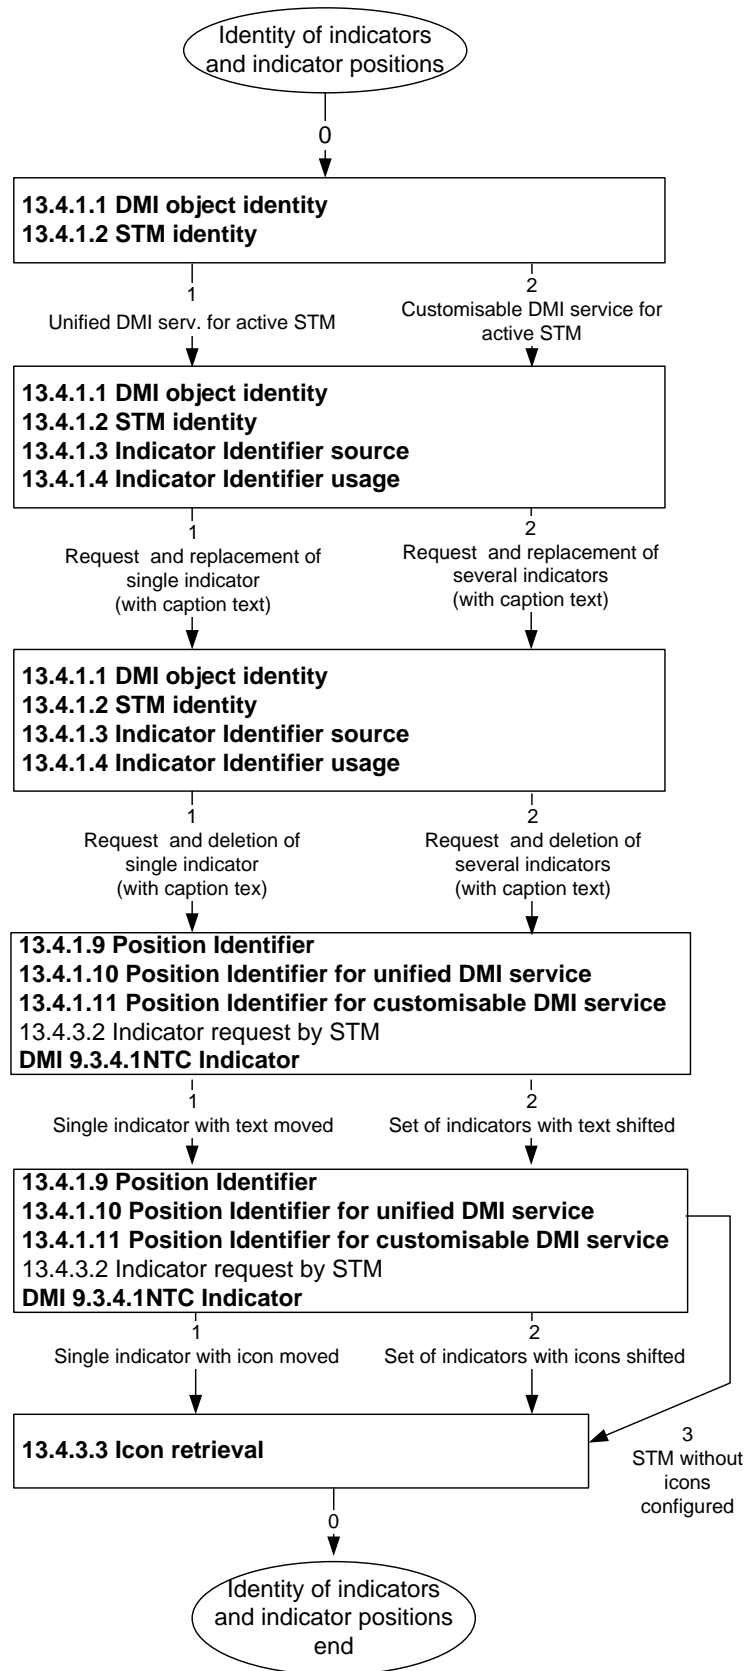 Identity of indicators
and indicator positions
0
13.4.1.1 DMI object identity
13.4.1.2 STM identity
1
Unified DMI serv. for active STM
2
Customisable DMI service for
active STM
13.4.1.1 DMI object identity
13.4.1.2 STM identity
13.4.1.3 Indicator Identifier source
13.4.1.4 Indicator Identifier usage
1
Request and replacement of
single indicator
(with caption text)
2
Request and replacement of
several indicators
(with caption text)
13.4.1.1 DMI object identity
13.4.1.2 STM identity
13.4.1.3 Indicator Identifier source
13.4.1.4 Indicator Identifier usage
1
Request and deletion of
single indicator
(with caption tex)
2
Request and deletion of
several indicators
(with caption text)
13.4.1.9 Position Identifier
13.4.1.10 Position Identifier for unified DMI service
13.4.1.11 Position Identifier for customisable DMI service
13.4.3.2 Indicator request by STM
DMI 9.3.4.1NTC Indicator
1
Single indicator with text moved
2
Set of indicators with text shifted
13.4.1.9 Position Identifier
13.4.1.10 Position Identifier for unified DMI service
13.4.1.11 Position Identifier for customisable DMI service
13.4.3.2 Indicator request by STM
DMI 9.3.4.1NTC Indicator
1
Single indicator with icon moved
2
Set of indicators with icons shifted
3
STM without
icons
configured
13.4.3.3 Icon retrieval
0
Identity of indicators
and indicator positions
end